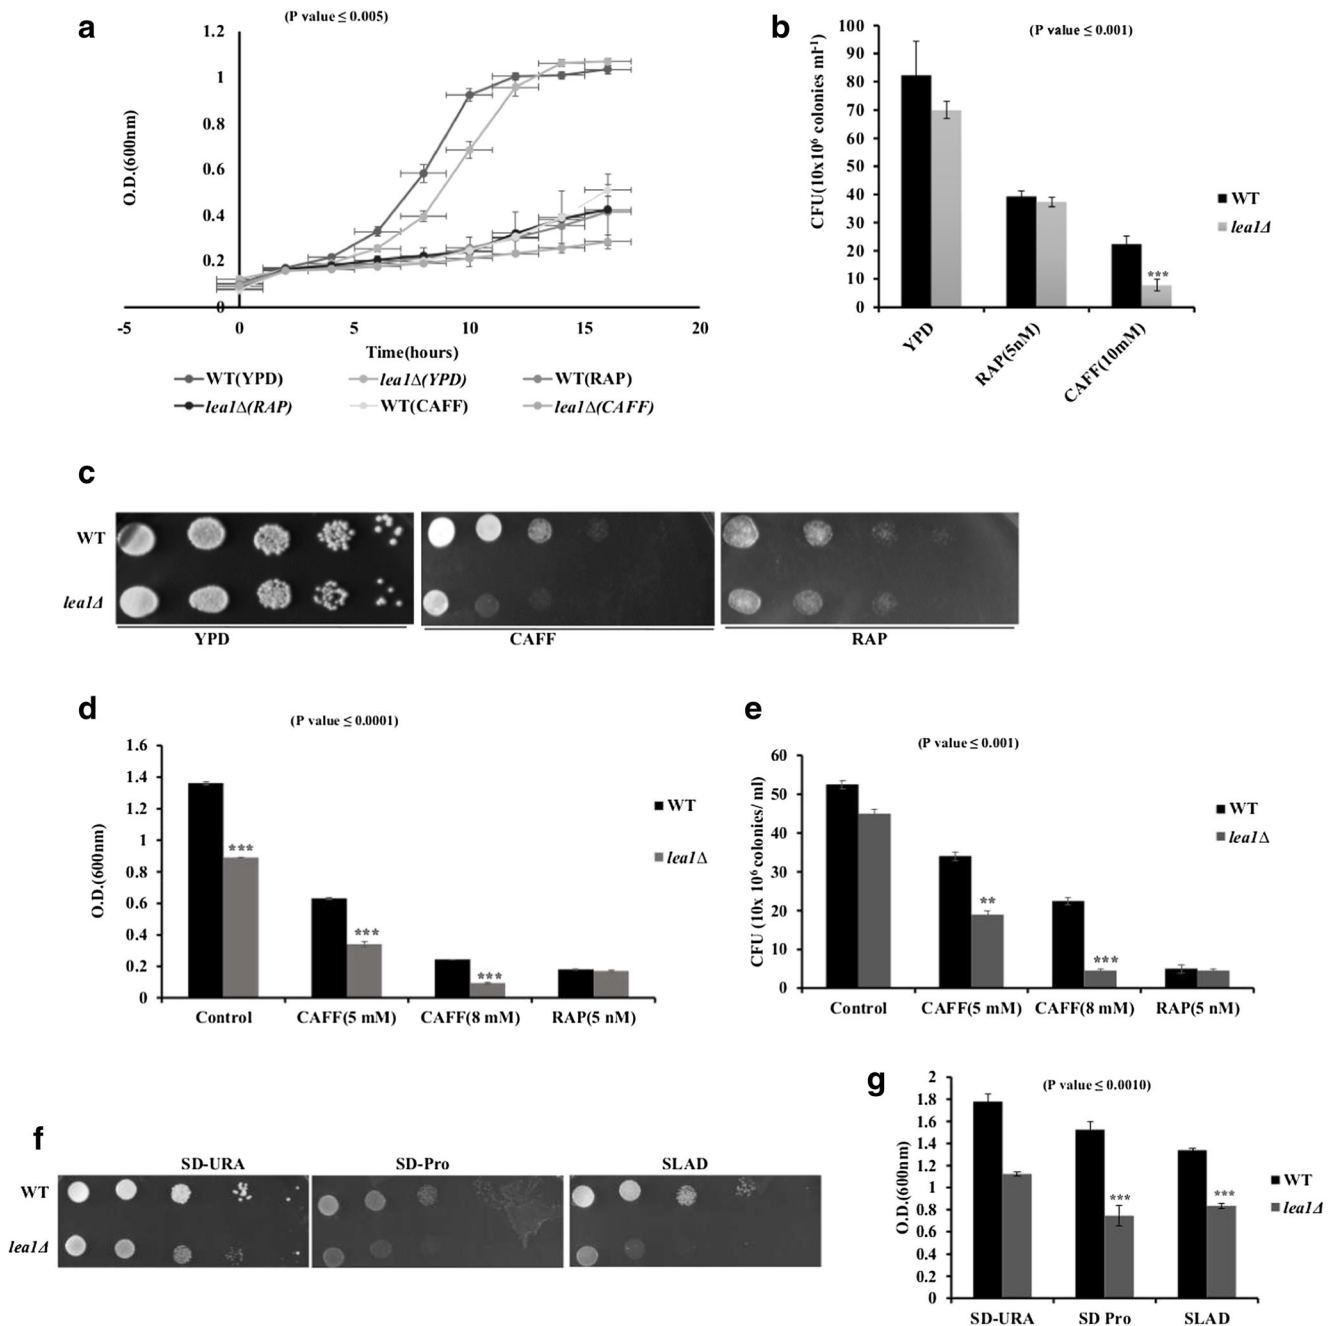 a
(P value ≤ 0.005)
1.2
1
0.8
0.6
0.4
0.2
0
O.D.(600nm)
-5 0 5 10 15 20
Time(hours)
WT(YPD) lea1Δ(YPD) WT(RAP)
lea1Δ(RAP) WT(CAFF) lea1Δ(CAFF)
b
(P value ≤ 0.001)
100
90
80
70
60
50
40
30
20
10
0
CFU(10x10⁶ colonies ml⁻¹)
***
YPD RAP(5nM) CAFF(10mM)
WT
lea1Δ
c
WT
lea1Δ
YPD CAFF RAP
d
(P value ≤ 0.0001)
1.6
1.4
1.2
1
0.8
0.6
0.4
0.2
0
O.D.(600nm)
***
***
***
Control CAFF(5 mM) CAFF(8 mM) RAP(5 nM)
WT
lea1Δ
e
(P value ≤ 0.001)
60
50
40
30
20
10
0
CFU (10x 10⁶ colonies/ ml)
**
***
Control CAFF(5 mM) CAFF(8 mM) RAP(5 nM)
WT
lea1Δ
f
SD-URA SD-Pro SLAD
WT
lea1Δ
g
(P value ≤ 0.0010)
2
1.8
1.6
1.4
1.2
1
0.8
0.6
0.4
0.2
0
O.D.(600nm)
***
***
SD-URA SD Pro SLAD
WT
lea1Δ